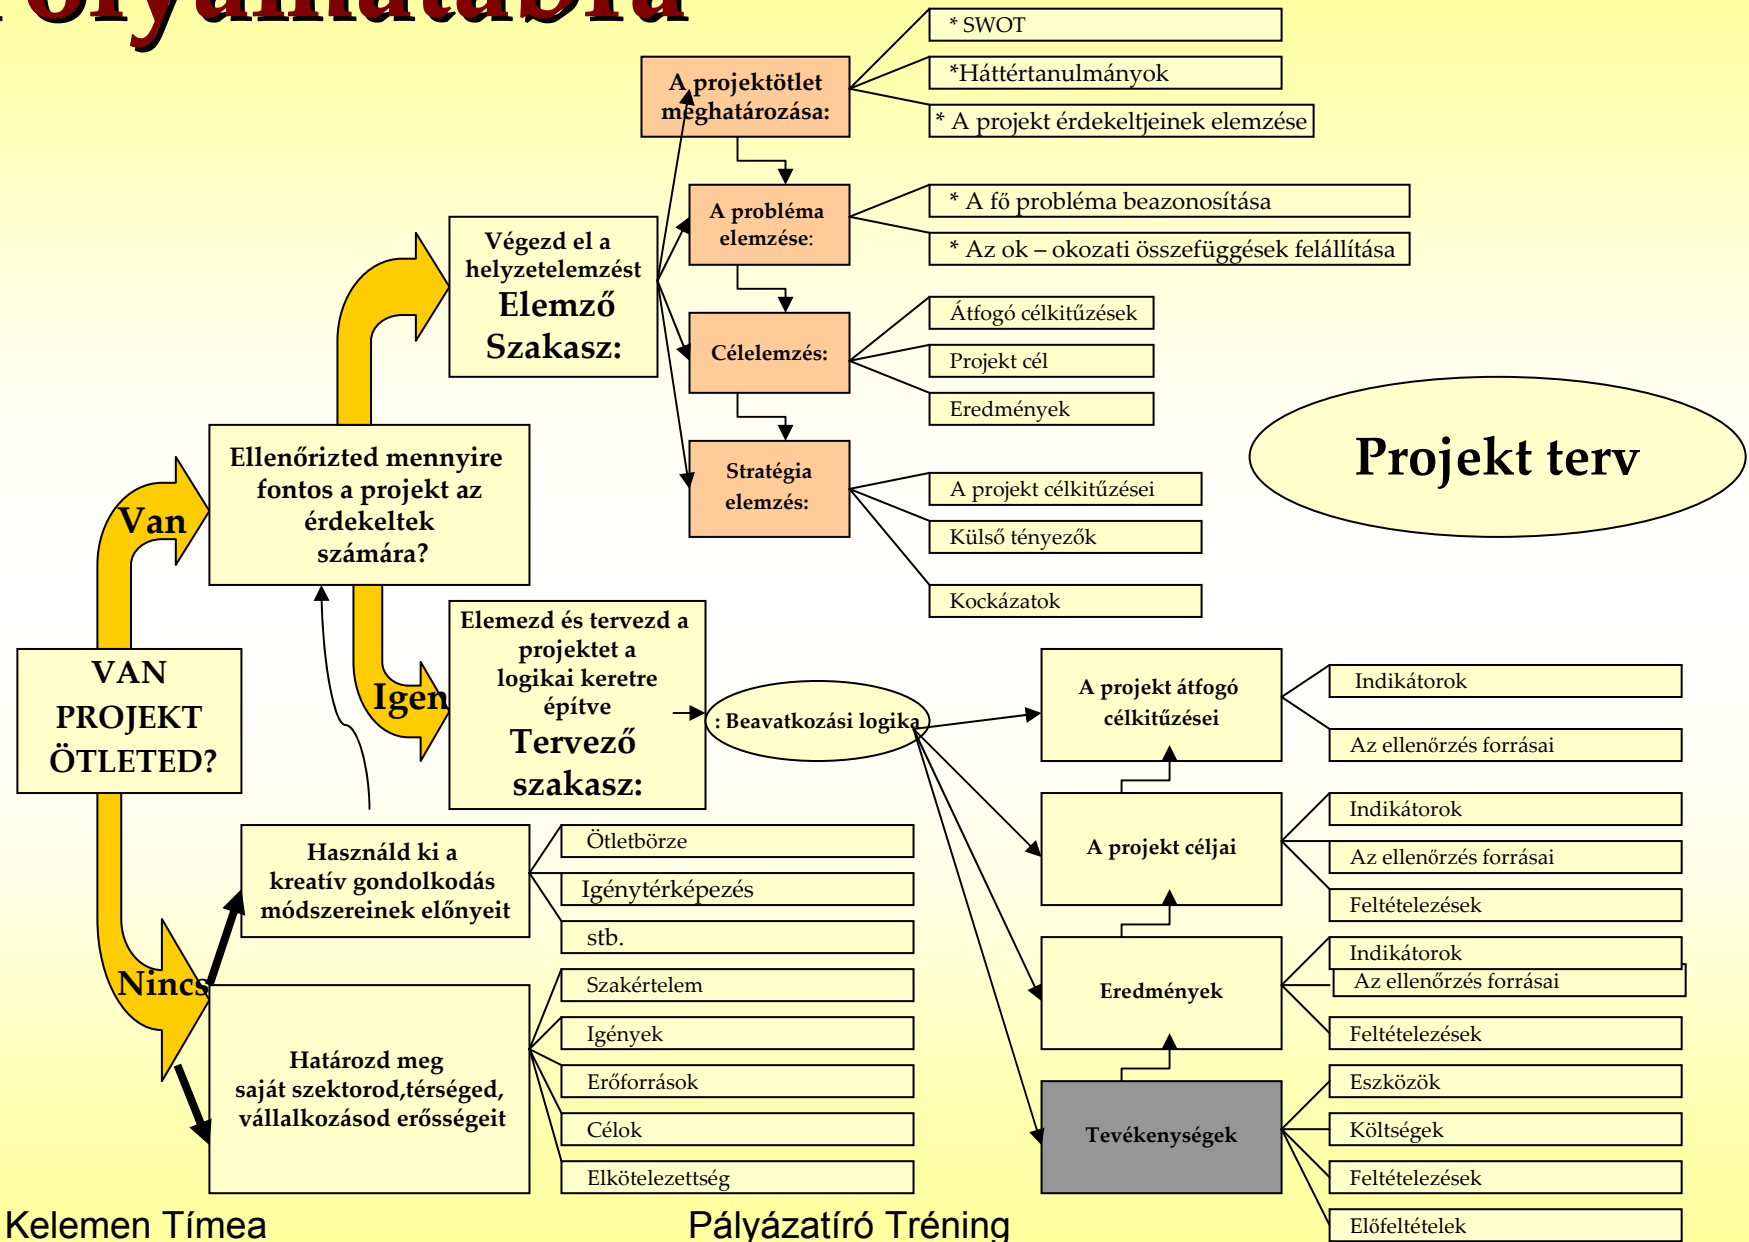 Folyamatábra
* SWOT
*Háttértanulmányok
* A projekt érdekeltjeinek elemzése
A projektötlet
meghatározása:
A probléma
elemzése:
* A fő probléma beazonosítása
* Az ok – okozati összefüggések felállítása
Végezd el a
helyzetelemzést
Elemző
Szakasz:
Célelemzés:
Átfogó célkitűzések
Projekt cél
Eredmények
Stratégia
elemzés:
A projekt célkitűzései
Külső tényezők
Kockázatok
Projekt terv
Ellenőrizted mennyire
fontos a projekt az
érdekeltek
számára?
Van
Igen
VAN
PROJEKT
ÖTLETED?
Nincs
Elemezd és tervezd a
projektet a
logikai keretre
építve
Tervező
szakasz:
: Beavatkozási logika
A projekt átfogó
célkitűzései
Indikátorok
Az ellenőrzés forrásai
A projekt céljai
Indikátorok
Az ellenőrzés forrásai
Feltételezések
Eredmények
Indikátorok
Az ellenőrzés forrásai
Feltételezések
Tevékenységek
Eszközök
Költségek
Feltételezések
Előfeltételek
Használd ki a
kreatív gondolkodás
módszereinek előnyeit
Ötletbörze
Igénytérképezés
stb.
Határozd meg
saját szektorod,térséged,
vállalkozásod erősségeit
Szakértelem
Igények
Erőforrások
Célok
Elkötelezettség
Kelemen Tímea
Pályázatíró Tréning